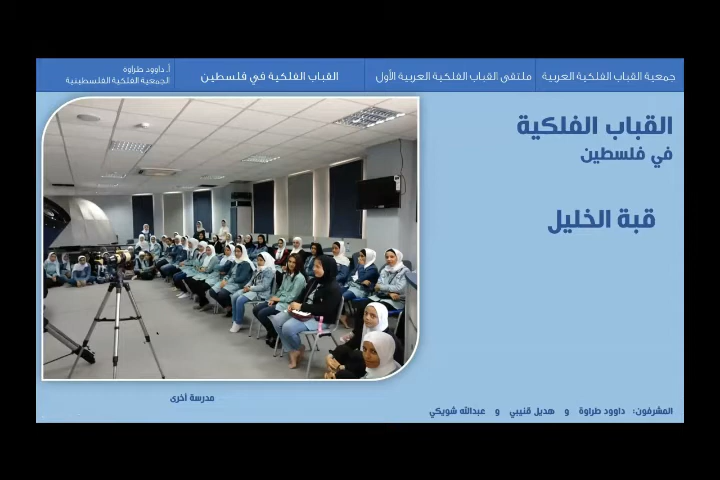 جمعية القباب الفلكية العربية
ملتقى القباب الفلكية العربية الأول
القباب الفلكية في فلسطين
أ. داوود طراوة
الجمعية الفلكية الفلسطينية
القباب الفلكية
في فلسطين
قبة الخليل
مدرسة أخرى
المشرفون: داوود طراوة و هديل قنيبي و عبدالله شويكي